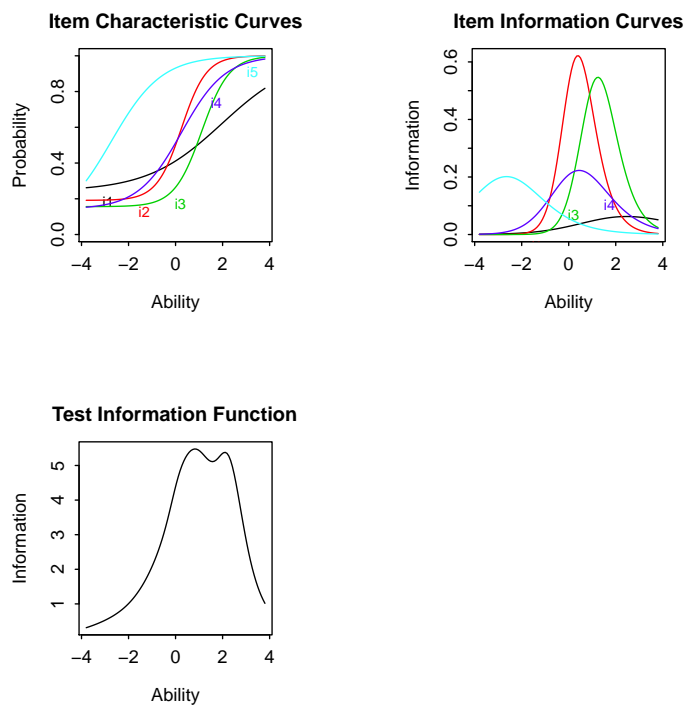 Item Characteristic Curves
Probability
0.0 0.4 0.8
i1
i2
i3
i4
i5
−4 −2 0 2 4
Ability
Item Information Curves
Information
0.0 0.2 0.4 0.6
i3
i4
−4 −2 0 2 4
Ability
Test Information Function
Information
1 2 3 4 5
−4 −2 0 2 4
Ability